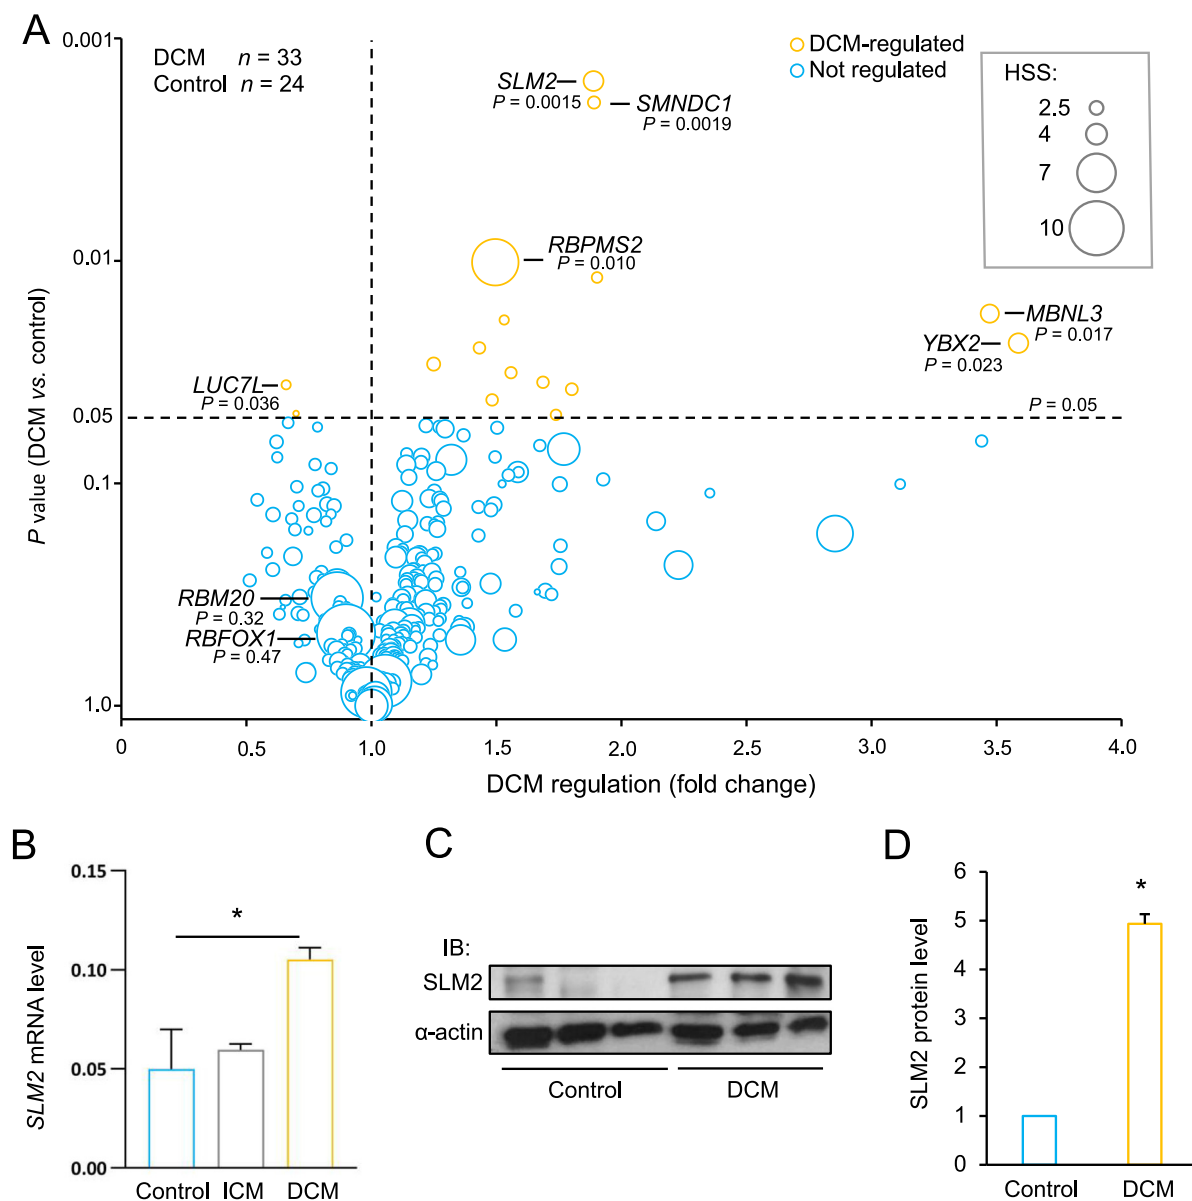 A
0.001
DCM n = 33
Control n = 24
DCM-regulated
Not regulated
HSS:
2.5
4
7
10
SLM2
P = 0.0015
SMNDC1
P = 0.0019
RBPMS2
P = 0.010
0.01
MBNL3
P = 0.017
YBX2
P = 0.023
LUC7L
P = 0.036
P = 0.05
0.05
0.1
RBM20
P = 0.32
RBFOX1
P = 0.47
1.0
P value (DCM vs. control)
0 0.5 1.0 1.5 2.0 2.5 3.0 3.5 4.0
DCM regulation (fold change)
B
0.15
*
0.10
0.05
0.00
SLM2 mRNA level
Control ICM DCM
C
IB:
SLM2
α-actin
Control DCM
D
6
*
5
4
3
2
1
0
SLM2 protein level
Control DCM